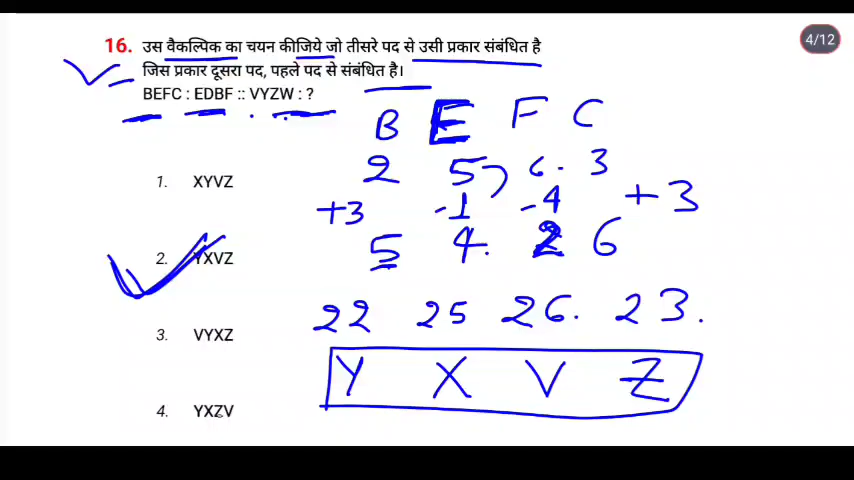 16. उस वैकल्पिक का चयन कीजिये जो तीसरे पद से उसी प्रकार संबंधित है
4/12
जिस प्रकार दूसरा पद, पहले पद से संबंधित है।
BEFC : EDBF :: VYZW : ?
B E F C
2 5 6 3
1. XYVZ
+3 -1 -4 +3
5 4 2 6
2. YXVZ
22 25 26 23
3. VYXZ
Y X V Z
4. YXZV